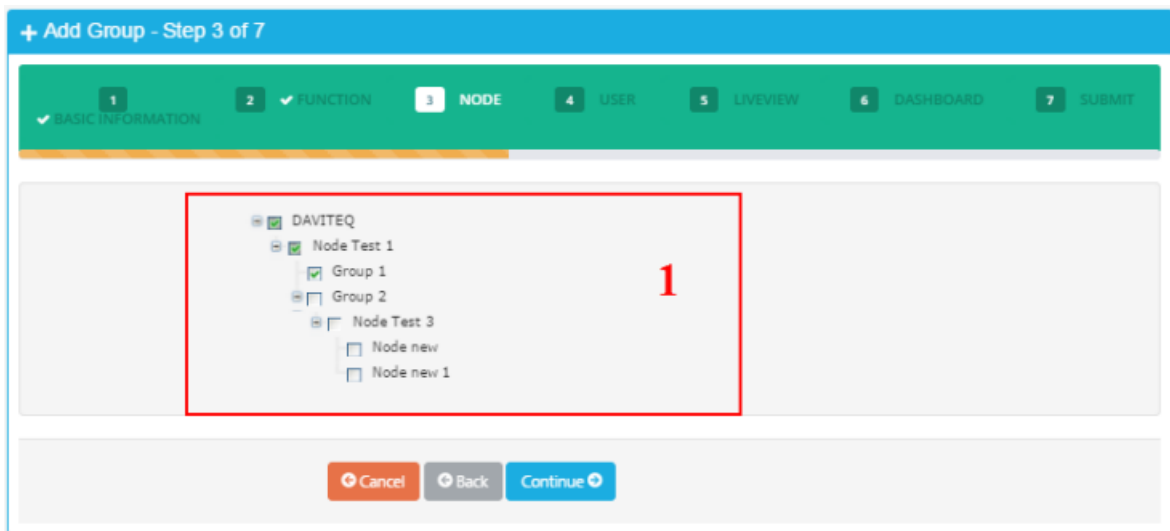 Add Group - Step 3 of 7
1 BASIC INFORMATION
2 FUNCTION
3 NODE
4 USER
5 LIVEVIEW
6 DASHBOARD
7 SUBMIT
DAVITEQ
Node Test 1
Group 1
1
Group 2
Node Test 3
Node new
Node new 1
Cancel
Back
Continue